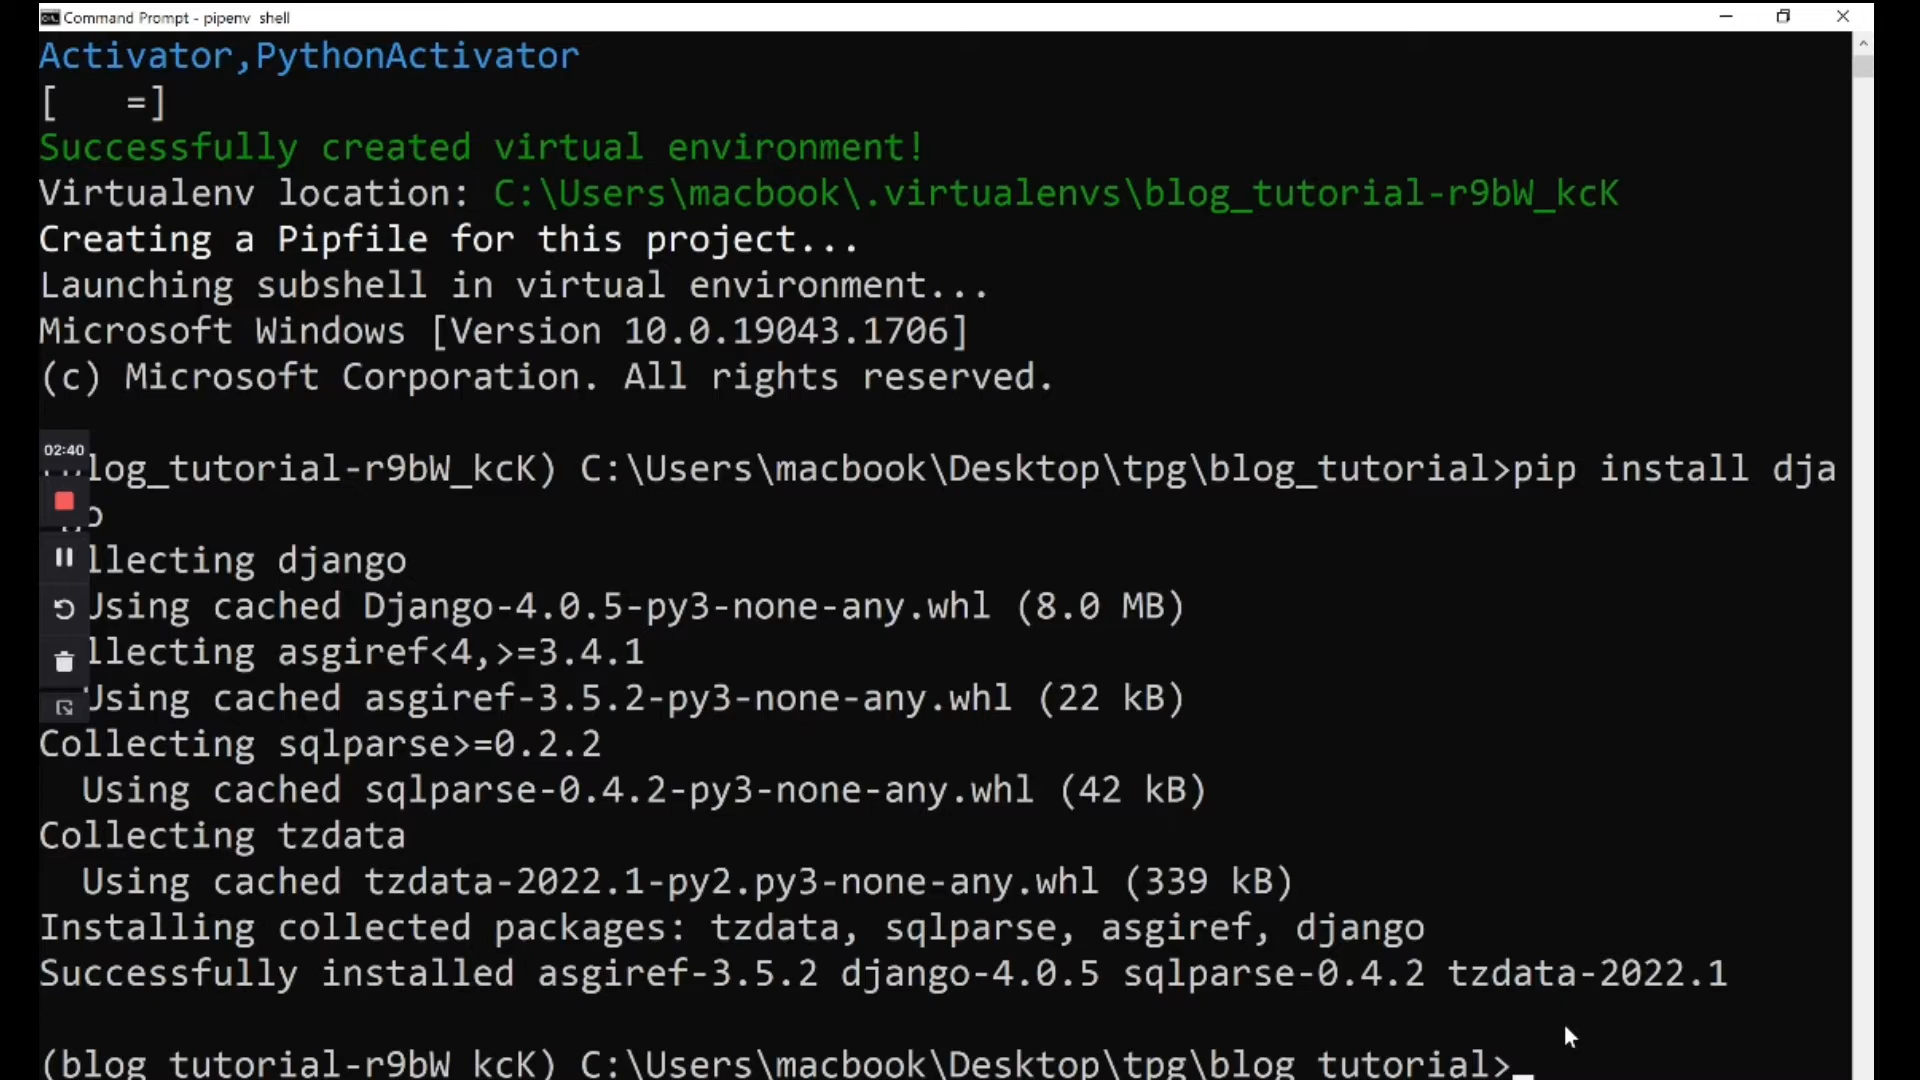 Command Prompt - pipenv shell
Activator,PythonActivator
[   =]
Successfully created virtual environment!
Virtualenv location: C:\Users\macbook\.virtualenvs\blog_tutorial-r9bW_kcK
Creating a Pipfile for this project...
Launching subshell in virtual environment...
Microsoft Windows [Version 10.0.19043.1706]
(c) Microsoft Corporation. All rights reserved.
02:40
log_tutorial-r9bW_kcK) C:\Users\macbook\Desktop\tpg\blog_tutorial>pip install dja
o
llecting django
Using cached Django-4.0.5-py3-none-any.whl (8.0 MB)
llecting asgiref<4,>=3.4.1
Using cached asgiref-3.5.2-py3-none-any.whl (22 kB)
Collecting sqlparse>=0.2.2
  Using cached sqlparse-0.4.2-py3-none-any.whl (42 kB)
Collecting tzdata
  Using cached tzdata-2022.1-py2.py3-none-any.whl (339 kB)
Installing collected packages: tzdata, sqlparse, asgiref, django
Successfully installed asgiref-3.5.2 django-4.0.5 sqlparse-0.4.2 tzdata-2022.1
(blog_tutorial-r9bW_kcK) C:\Users\macbook\Desktop\tpg\blog_tutorial>_